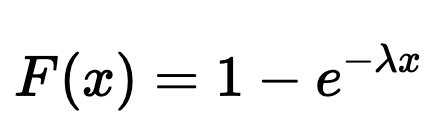 F(x) = 1 − e^{−λx}